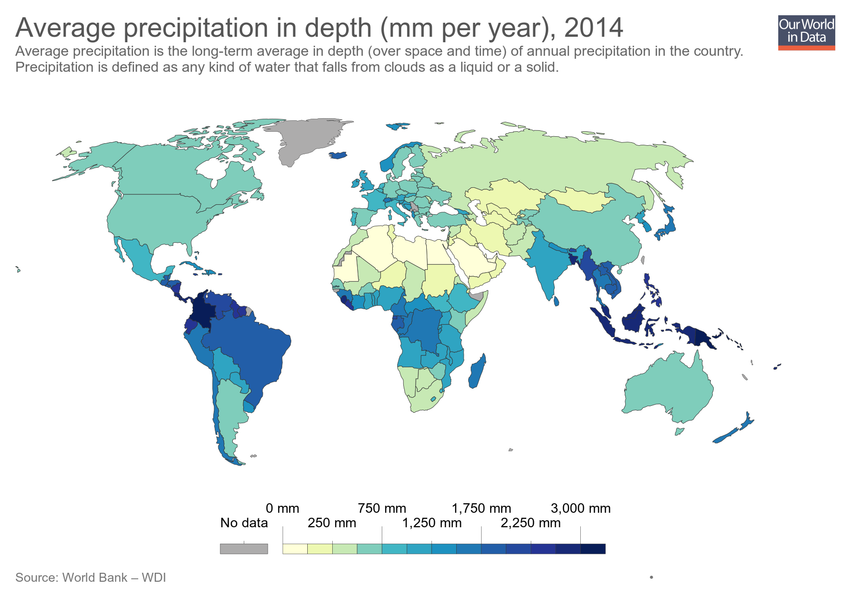 Average precipitation in depth (mm per year), 2014
Our World
in Data
Average precipitation is the long-term average in depth (over space and time) of annual precipitation in the country.
Precipitation is defined as any kind of water that falls from clouds as a liquid or a solid.
0 mm 750 mm 1,750 mm 3,000 mm
No data 250 mm 1,250 mm 2,250 mm
Source: World Bank – WDI